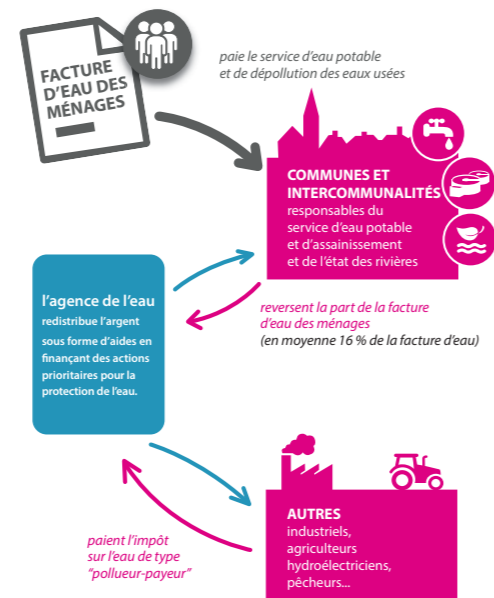 FACTURE
D'EAU DES
MÉNAGES
paie le service d'eau potable
et de dépollution des eaux usées
COMMUNES ET
INTERCOMMUNALITÉS
responsables du
service d'eau potable
et d'assainissement
et de l'état des rivières
l'agence de l'eau
redistribue l'argent
sous forme d'aides en
finançant des actions
prioritaires pour la
protection de l'eau.
reversent la part de la facture
d'eau des ménages
(en moyenne 16 % de la facture d'eau)
AUTRES
industriels,
agriculteurs
hydroélectriciens,
pêcheurs...
paient l'impôt
sur l'eau de type
"pollueur-payeur"